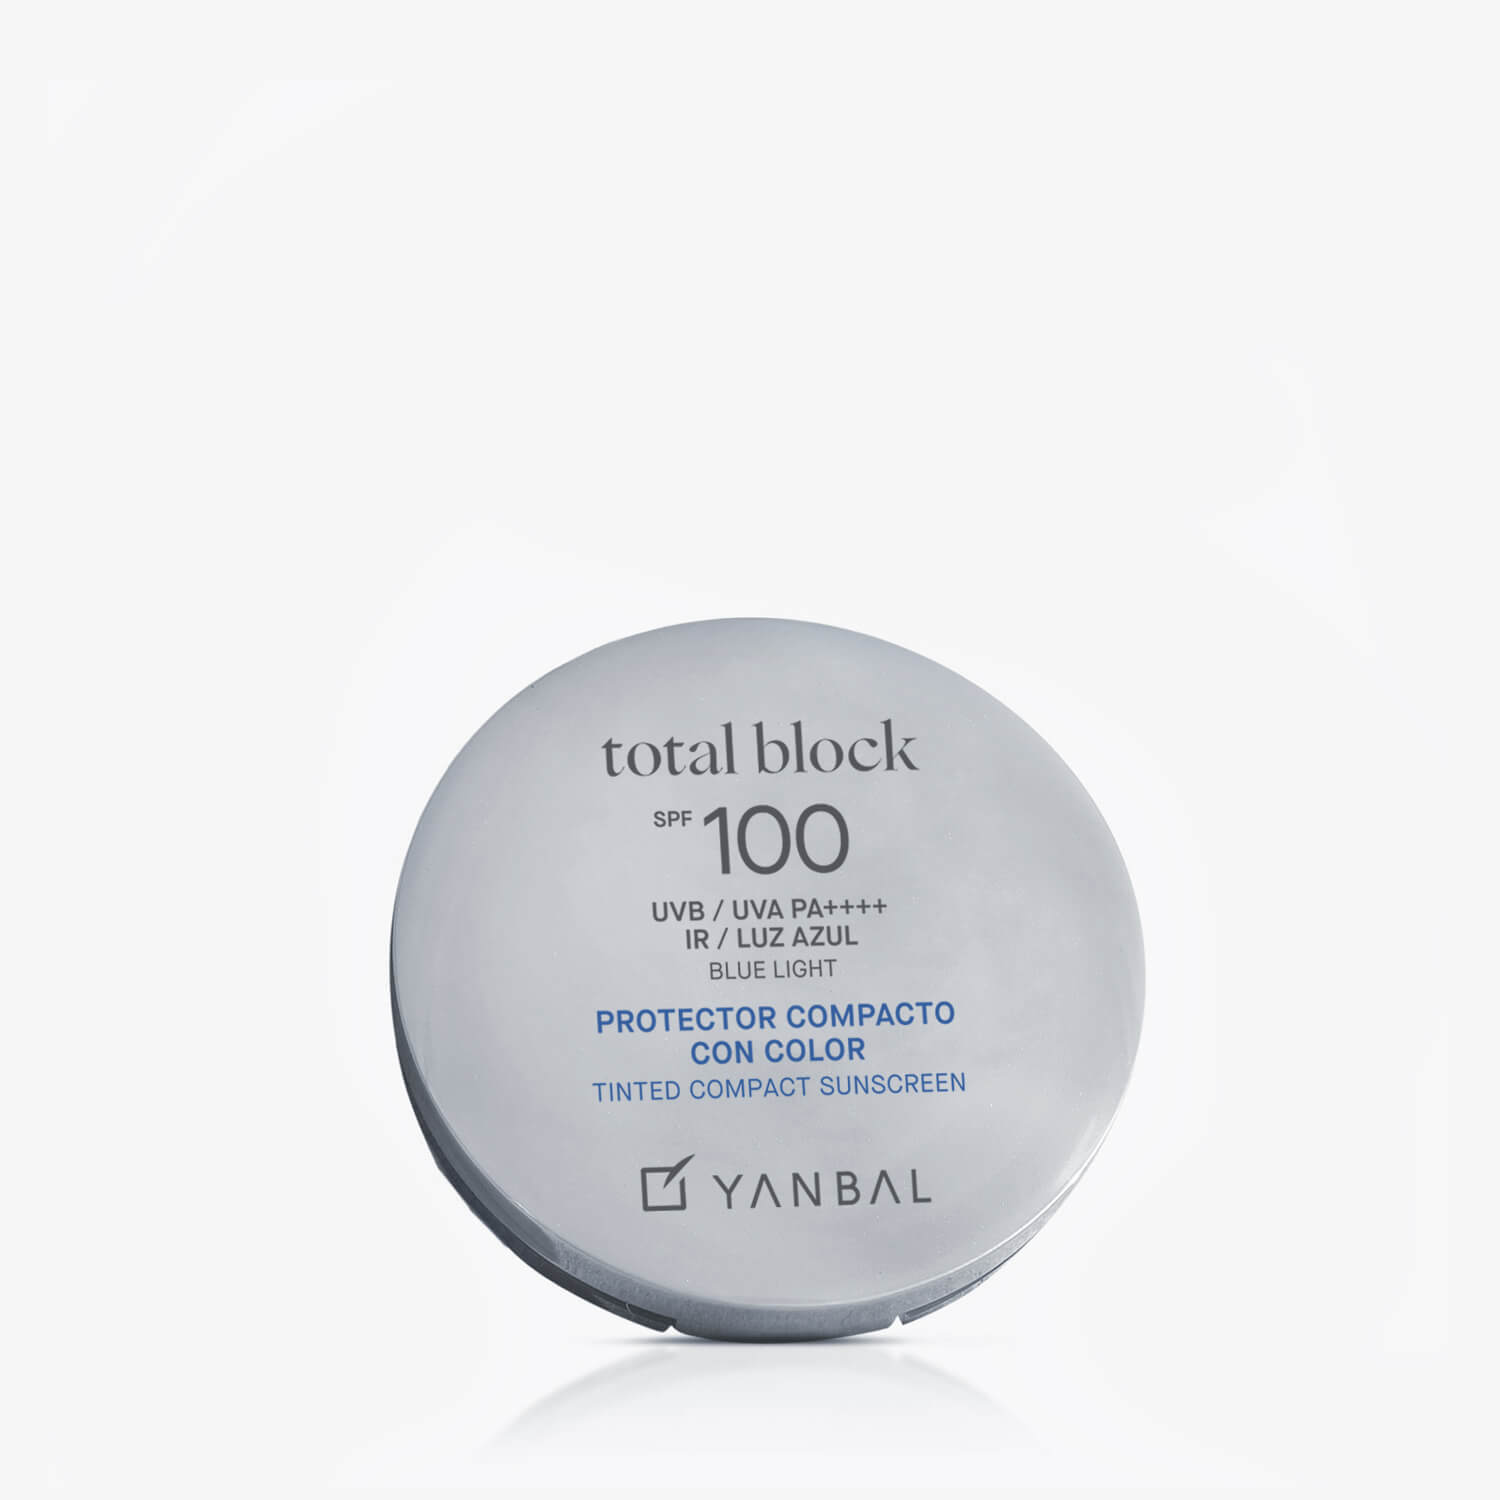 total block
SPF 100
UVB / UVA PA++++
IR / LUZ AZUL
BLUE LIGHT
PROTECTOR COMPACTO
CON COLOR
TINTED COMPACT SUNSCREEN
YANBAL